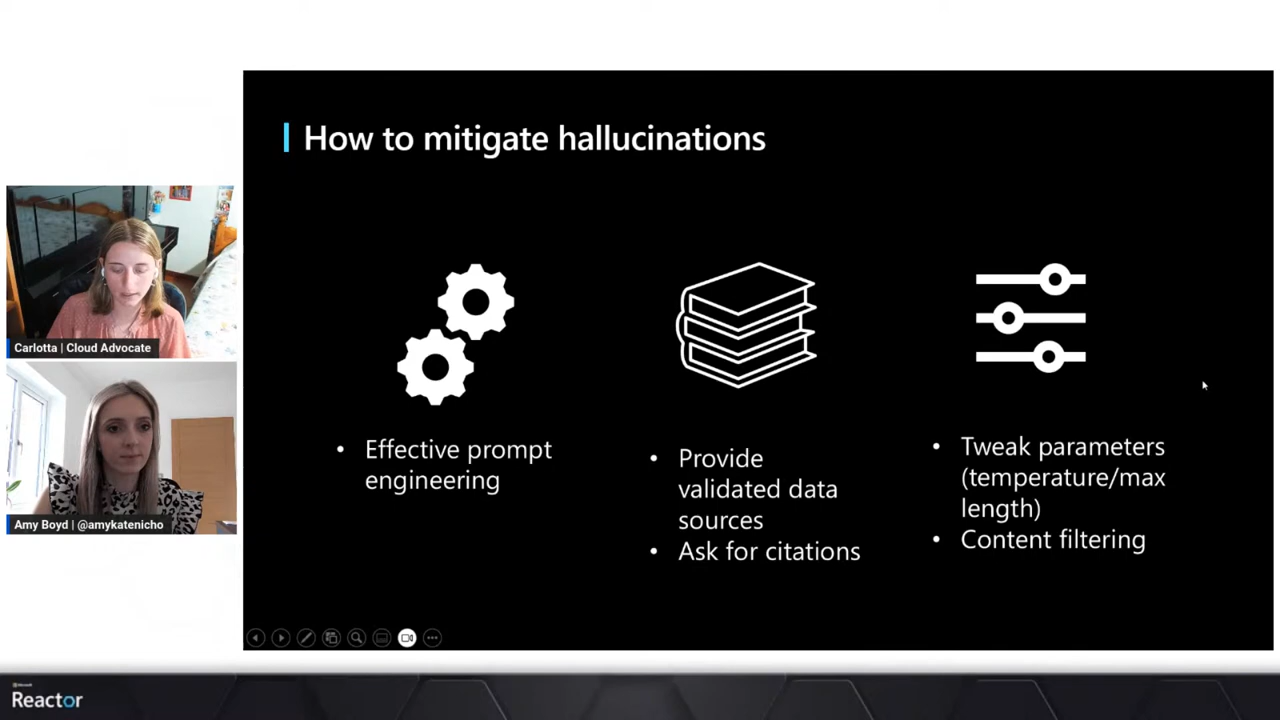 How to mitigate hallucinations
Carlotta | Cloud Advocate
Amy Boyd | @amykatenicho
• Effective prompt
engineering
• Provide
validated data
sources
• Ask for citations
• Tweak parameters
(temperature/max
length)
• Content filtering
Microsoft
Reactor